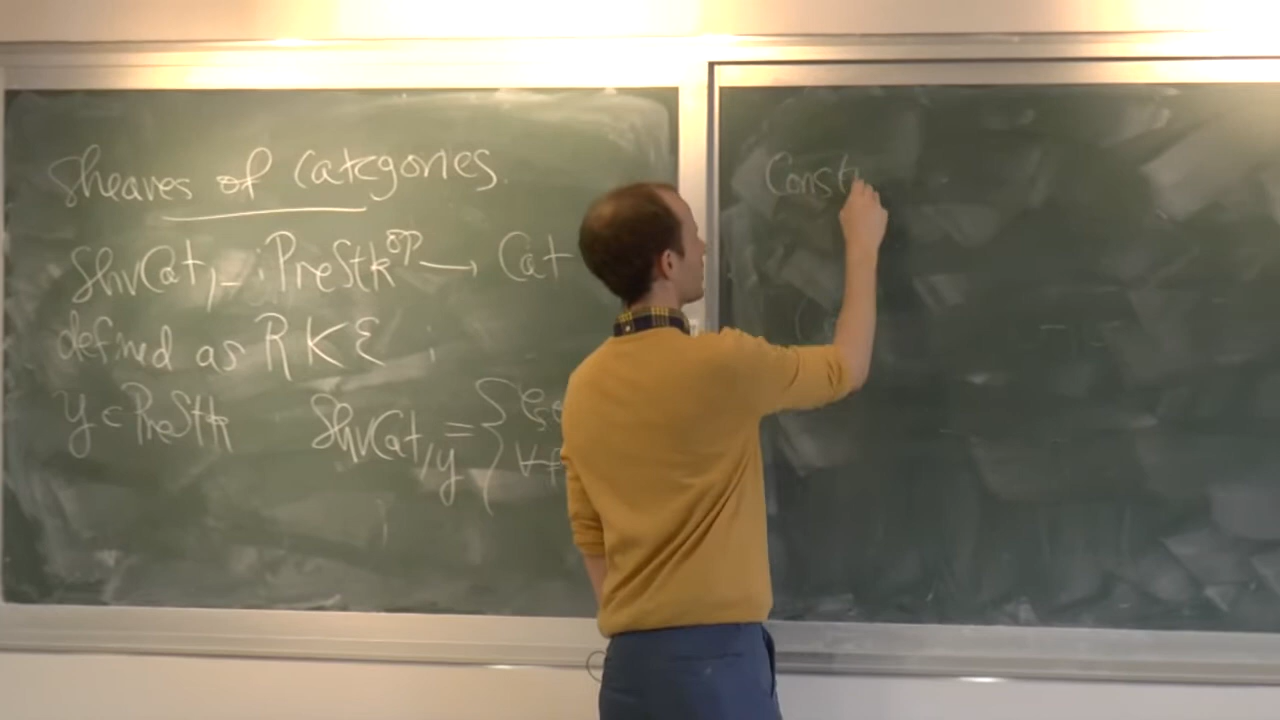 Sheaves of categories.
ShvCat/- : PreStk^op → Cat
defined as RKE
Y ∈ PreStk ShvCat/Y = {
Const